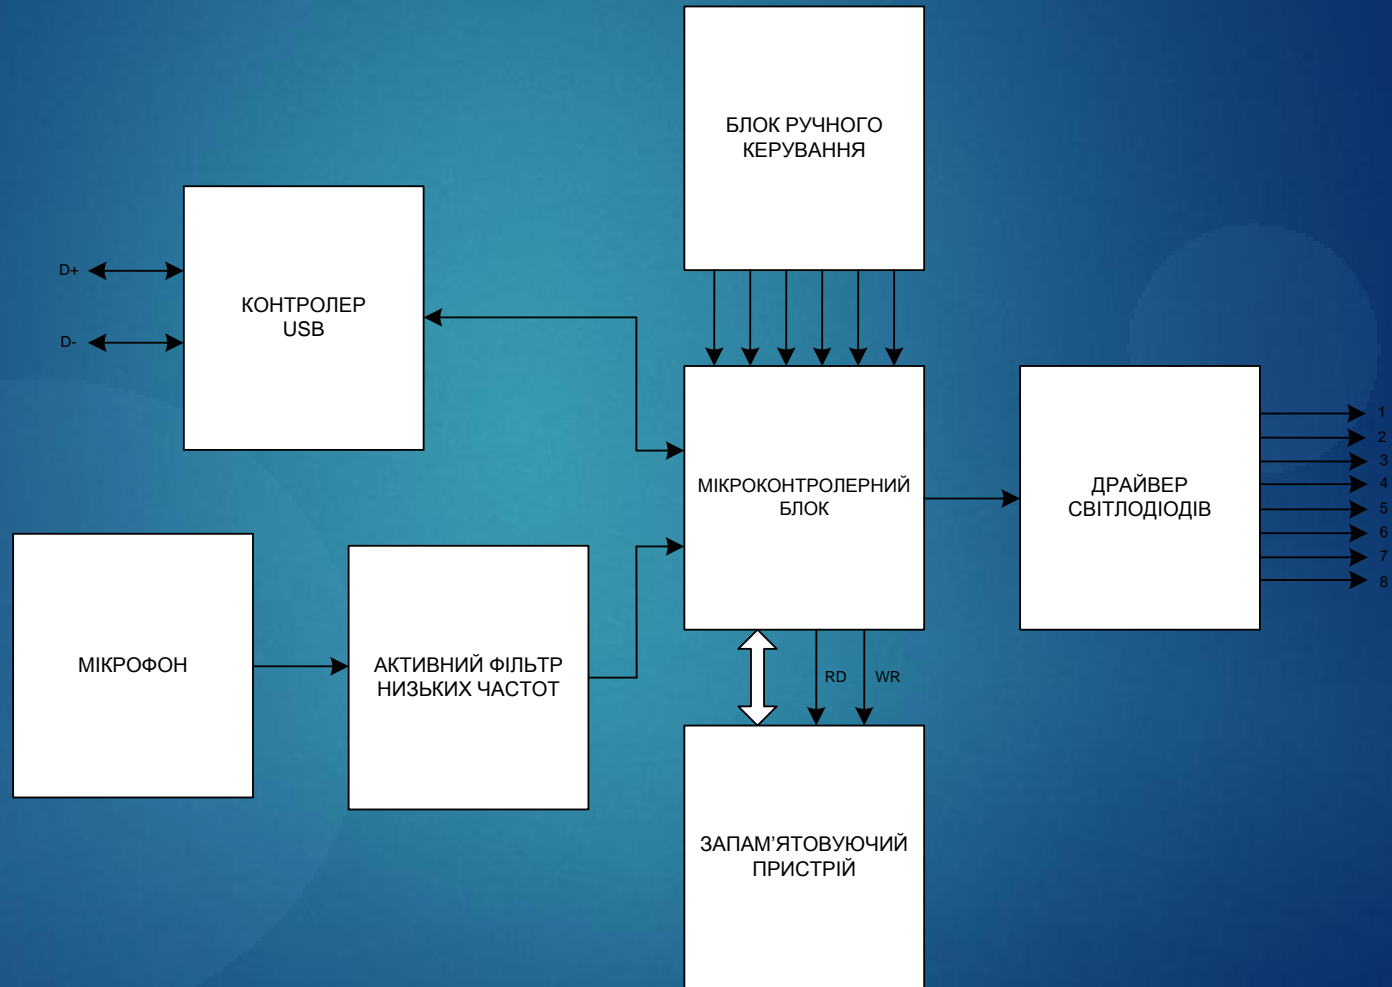 БЛОК РУЧНОГО
КЕРУВАННЯ
D+
D-
КОНТРОЛЕР
USB
МІКРОКОНТРОЛЕРНИЙ
БЛОК
ДРАЙВЕР
СВІТЛОДІОДІВ
1
2
3
4
5
6
7
8
МІКРОФОН
АКТИВНИЙ ФІЛЬТР
НИЗЬКИХ ЧАСТОТ
RD
WR
ЗАПАМ'ЯТОВУЮЧИЙ
ПРИСТРІЙ